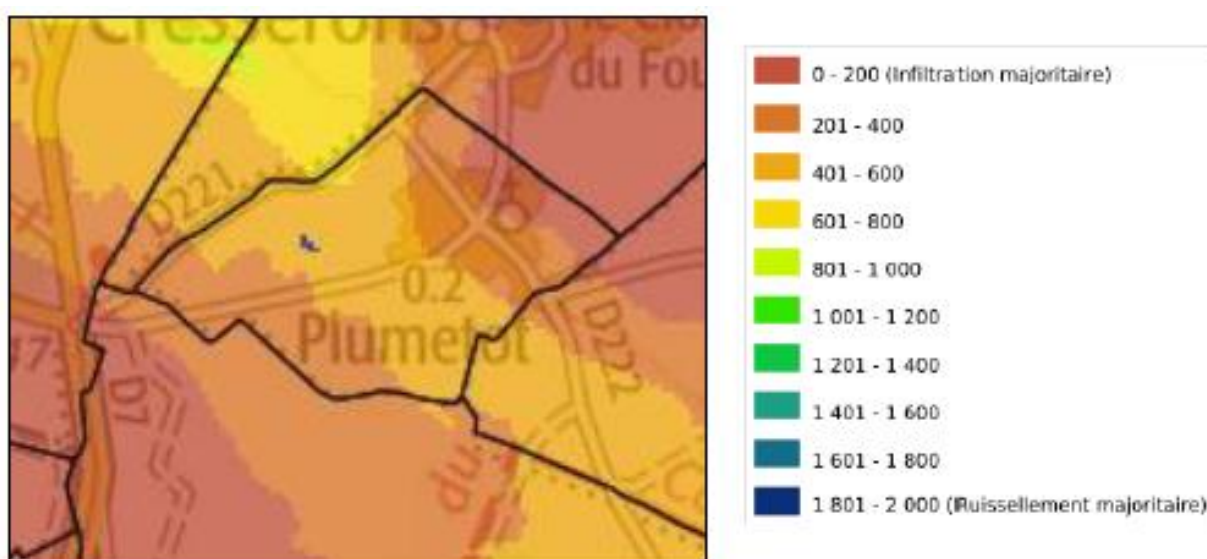 Cresserons
du Fou
D221
0.2
Plumetot
D222
D7
du
0 - 200 (Infiltration majoritaire)
201 - 400
401 - 600
601 - 800
801 - 1 000
1 001 - 1 200
1 201 - 1 400
1 401 - 1 600
1 601 - 1 800
1 801 - 2 000 (Ruissellement majoritaire)